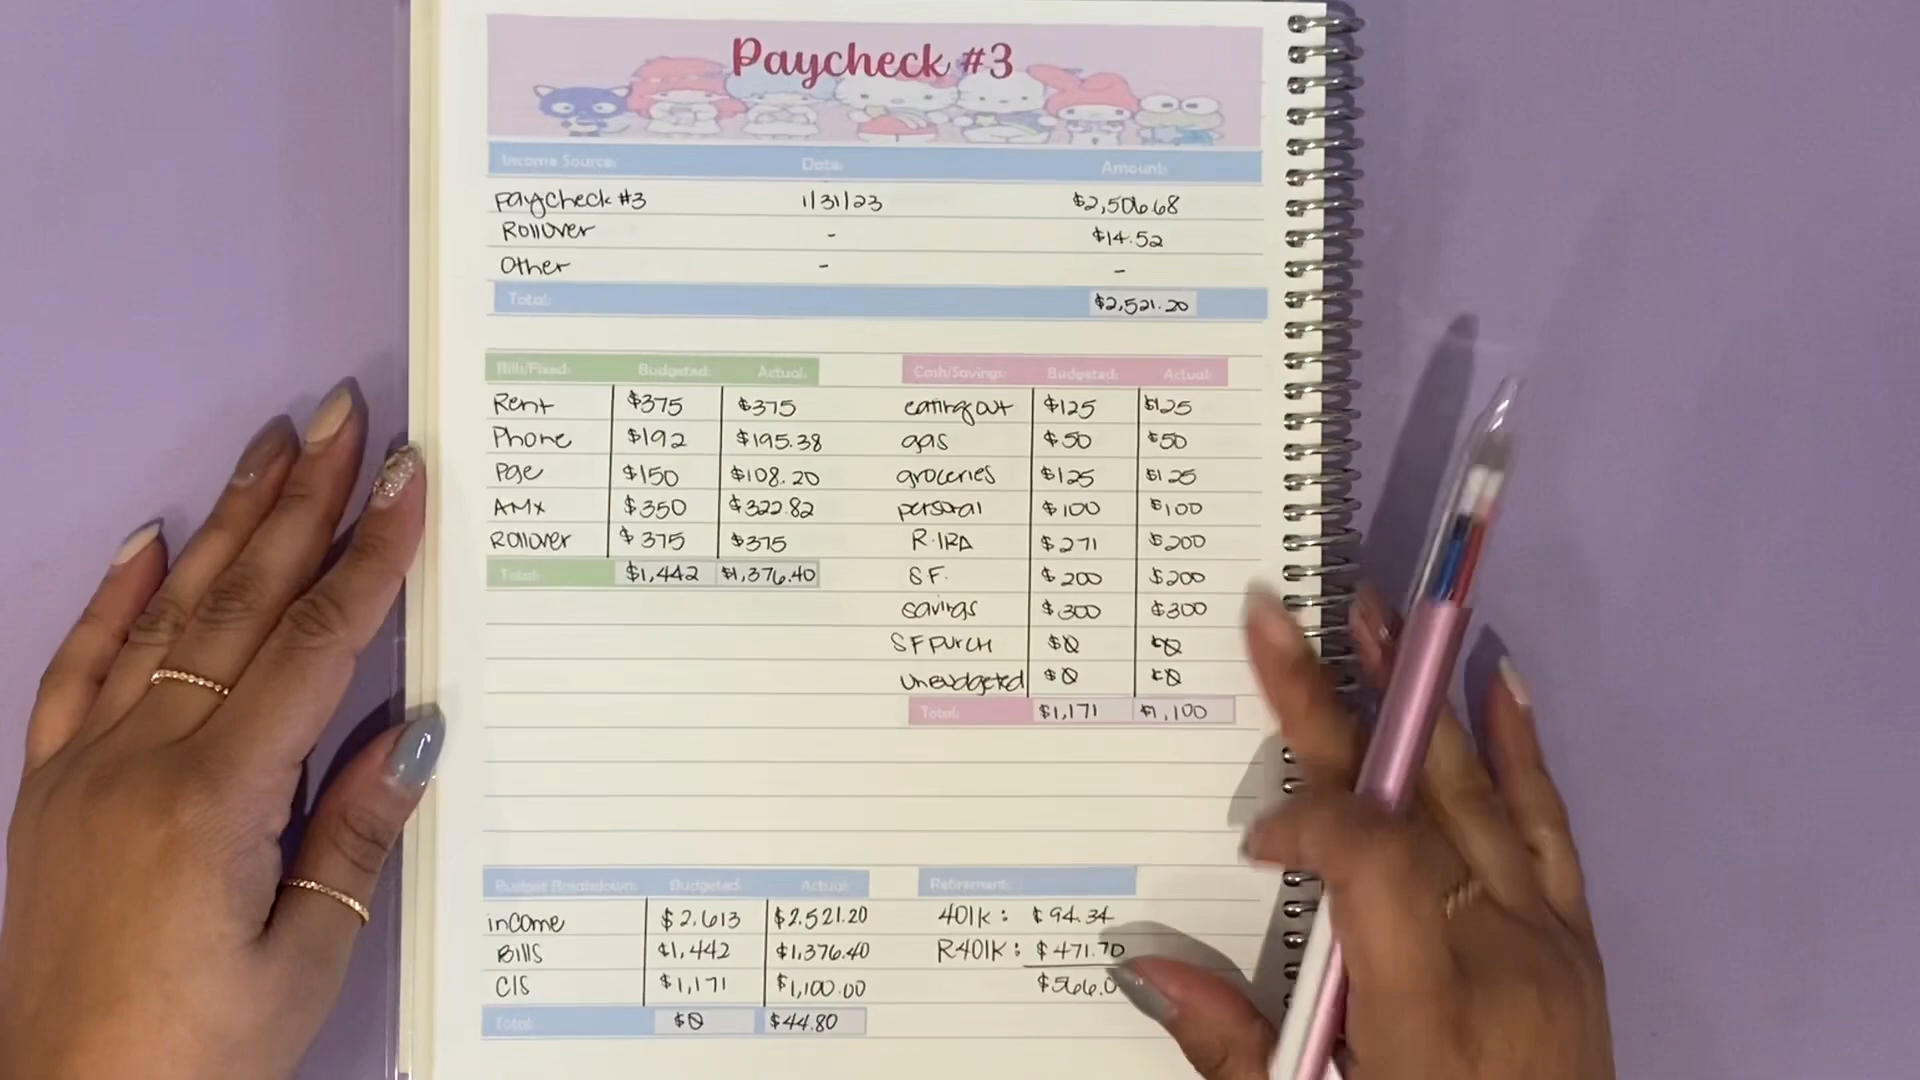 Paycheck #3
Income Source: Date: Amount:
Paycheck #3 1/31/23 $2,506.68
Rollover - $14.52
Other - -
Total: $2,521.20
Bills/Fixed: Budgeted: Actual:
Rent $375 $375
Phone $192 $195.38
PGE $150 $108.20
AMX $350 $322.82
Rollover $375 $375
Total: $1,442 $1,376.40
Cash/Savings: Budgeted: Actual:
eating out $125 $125
gas $50 $50
groceries $125 $125
personal $100 $100
R.IRA $271 $200
SF. $200 $200
savings $300 $300
SF PURCH $0 $0
unbudgeted $0 $0
Total: $1,171 $1,100
Budget Breakdown: Budgeted: Actual:
income $2,613 $2,521.20
Bills $1,442 $1,376.40
C/S $1,171 $1,100.00
Total: $0 $44.80
Retirement:
401K: $94.34
R401K: $471.70
$566.0